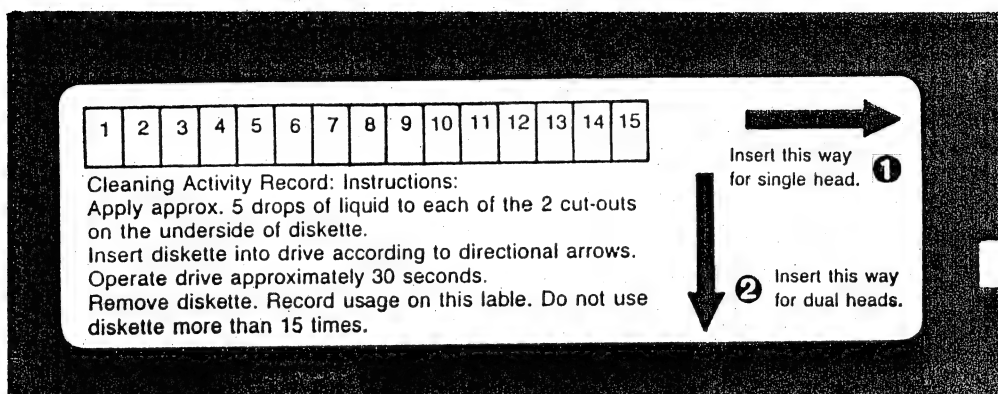 1 2 3 4 5 6 7 8 9 10 11 12 13 14 15
Cleaning Activity Record: Instructions:
Apply approx. 5 drops of liquid to each of the 2 cut-outs
on the underside of diskette.
Insert diskette into drive according to directional arrows.
Operate drive approximately 30 seconds.
Remove diskette. Record usage on this lable. Do not use
diskette more than 15 times.
Insert this way
for single head. 1
2 Insert this way
for dual heads.